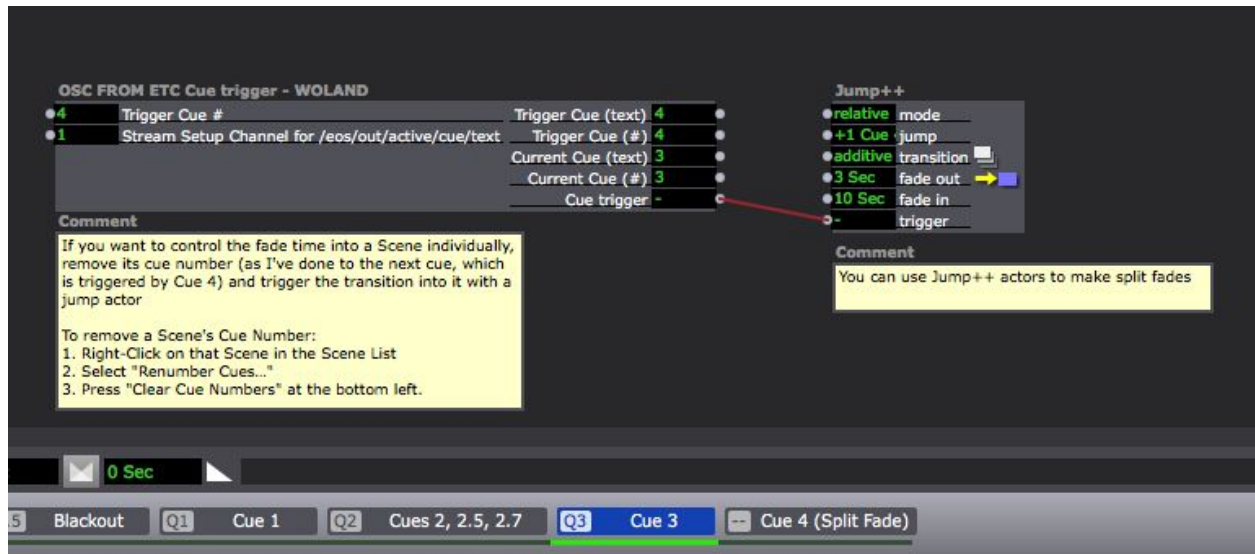 OSC FROM ETC Cue trigger - WOLAND
4 Trigger Cue # Trigger Cue (text) 4
1 Stream Setup Channel for /eos/out/active/cue/text Trigger Cue (#) 4
Current Cue (text) 3
Current Cue (#) 3
Cue trigger -
Comment
If you want to control the fade time into a Scene individually,
remove its cue number (as I've done to the next cue, which
is triggered by Cue 4) and trigger the transition into it with a
jump actor
To remove a Scene's Cue Number:
1. Right-Click on that Scene in the Scene List
2. Select "Renumber Cues..."
3. Press "Clear Cue Numbers" at the bottom left.
Jump++
relative mode
+1 Cue jump
additive transition
3 Sec fade out
10 Sec fade in
- trigger
Comment
You can use Jump++ actors to make split fades
0 Sec
.5 Blackout Q1 Cue 1 Q2 Cues 2, 2.5, 2.7 Q3 Cue 3 -- Cue 4 (Split Fade)